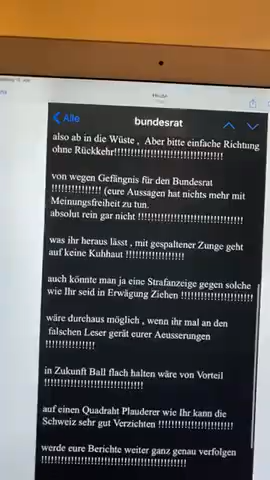 Alle
bundesrat
also ab in die Wüste , Aber bitte einfache Richtung
ohne Rückkehr!!!!!!!!!!!!!!!!!!!!!!!!!!!!!!!!!!
von wegen Gefängnis für den Bundesrat
!!!!!!!!!!!!!!!! (eure Aussagen hat nichts mehr mit
Meinungsfreiheit zu tun.
absolut rein gar nicht !!!!!!!!!!!!!!!!!!!!!!!!!!!!!!!!!
was ihr heraus lässt , mit gespaltener Zunge geht
auf keine Kuhhaut !!!!!!!!!!!!!!!!!!
auch könnte man ja eine Strafanzeige gegen solche
wie Ihr seid in Erwägung Ziehen !!!!!!!!!!!!!!!!!!!!!!!
wäre durchaus möglich , wenn ihr mal an den
falschen Leser gerät eurer Aeusserungen
!!!!!!!!!!!!!!!!
in Zukunft Ball flach halten wäre von Vorteil
!!!!!!!!!!!!!!!!!!!!!!!!!!!!!!!
auf einen Quadraht Plauderer wie Ihr kann die
Schweiz sehr gut Verzichten !!!!!!!!!!!!!!!!!!!!!!!!
werde eure Berichte weiter ganz genau verfolgen
!!!!!!!!!!!!!!!!!!!!!!!!!!!!!!!!!!!!!!!!!!!!!